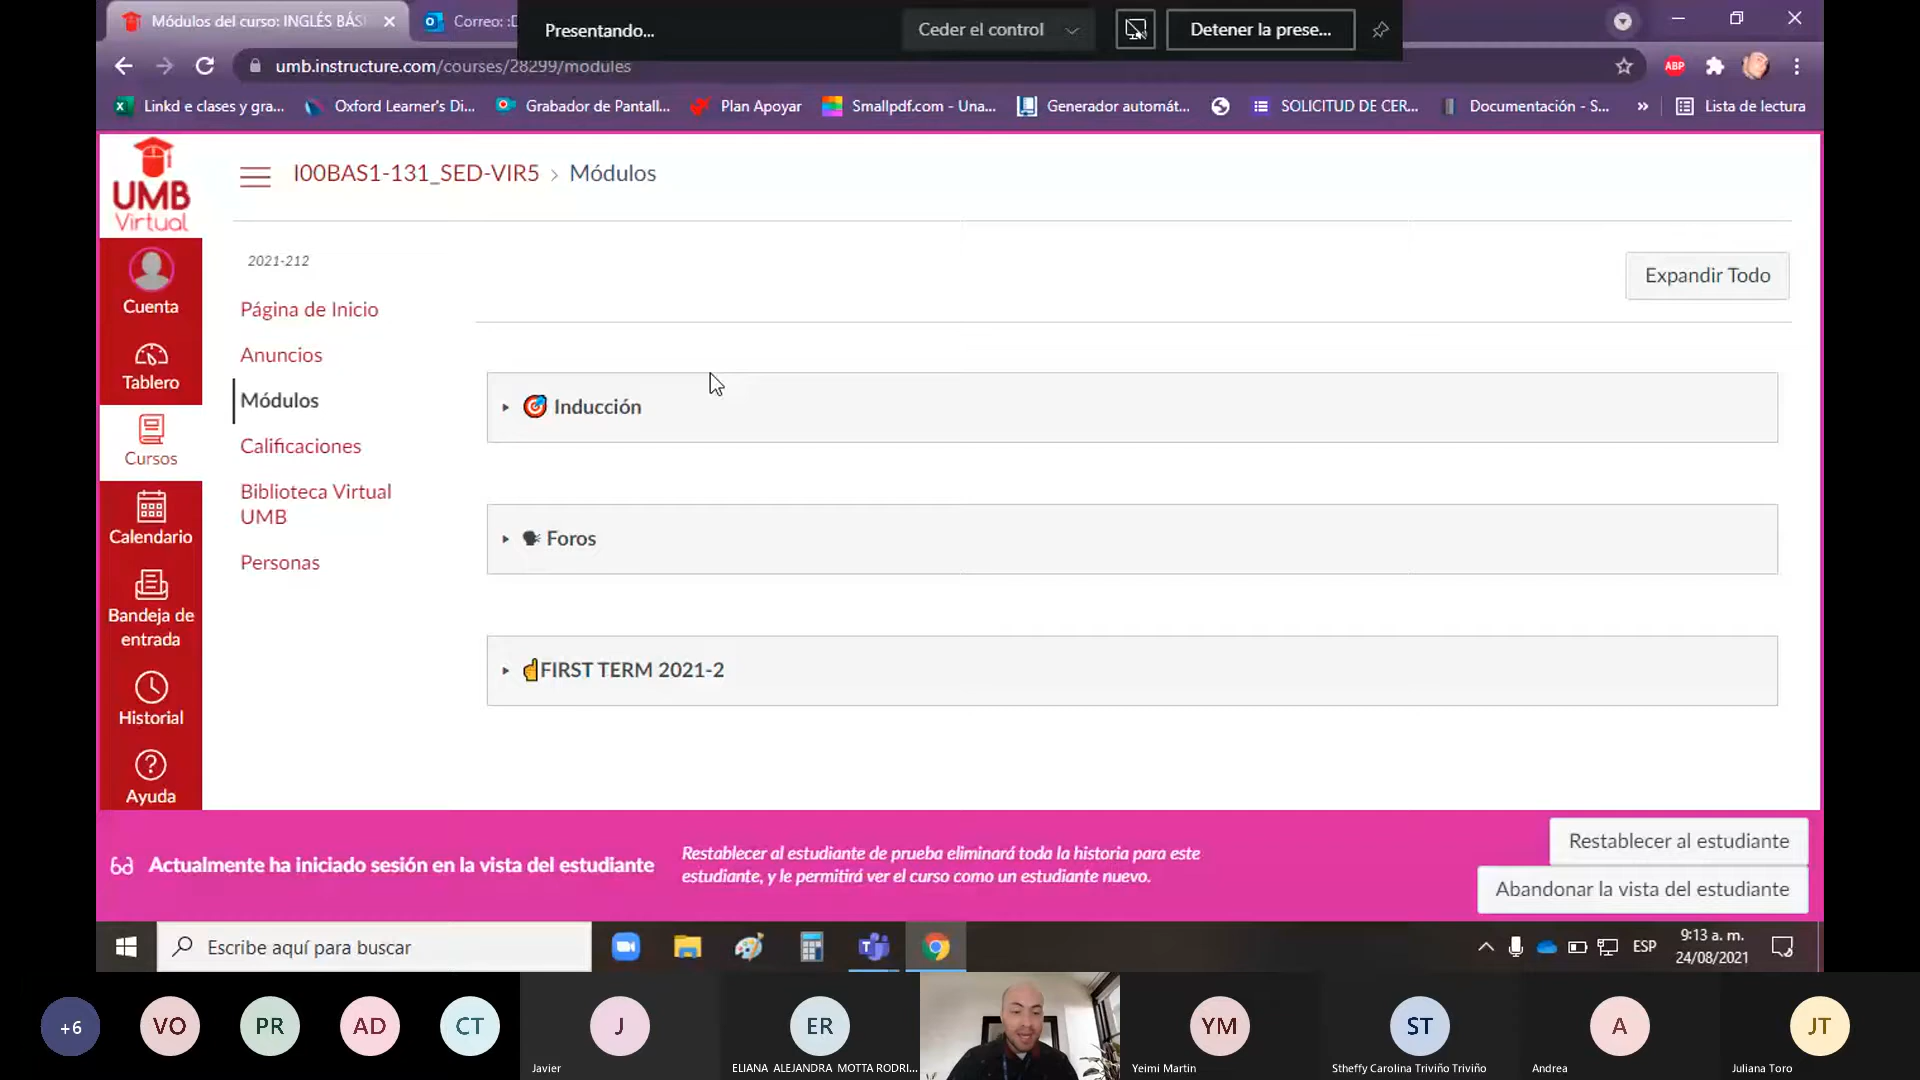 Módulos del curso: INGLÉS BÁS
Correo: :D
Presentando...
Ceder el control
Detener la prese...
umb.instructure.com/courses/28299/modules
ABP
Linkd e clases y gra...
Oxford Learner's Di...
Grabador de Pantall...
Plan Apoyar
Smallpdf.com - Una...
Generador automát...
SOLICITUD DE CER...
Documentación - S...
»
Lista de lectura
UMB
Virtual
I00BAS1-131_SED-VIR5 › Módulos
2021-212
Expandir Todo
Cuenta
Tablero
Cursos
Calendario
Bandeja de
entrada
Historial
Ayuda
Página de Inicio
Anuncios
Módulos
Calificaciones
Biblioteca Virtual
UMB
Personas
Inducción
Foros
FIRST TERM 2021-2
Actualmente ha iniciado sesión en la vista del estudiante
Restablecer al estudiante de prueba eliminará toda la historia para este
estudiante, y le permitirá ver el curso como un estudiante nuevo.
Restablecer al estudiante
Abandonar la vista del estudiante
Escribe aquí para buscar
ESP
9:13 a. m.
24/08/2021
+6
VO
PR
AD
CT
J
Javier
ER
ELIANA ALEJANDRA MOTTA RODRI...
YM
Yeimi Martin
ST
Stheffy Carolina Triviño Triviño
A
Andrea
JT
Juliana Toro